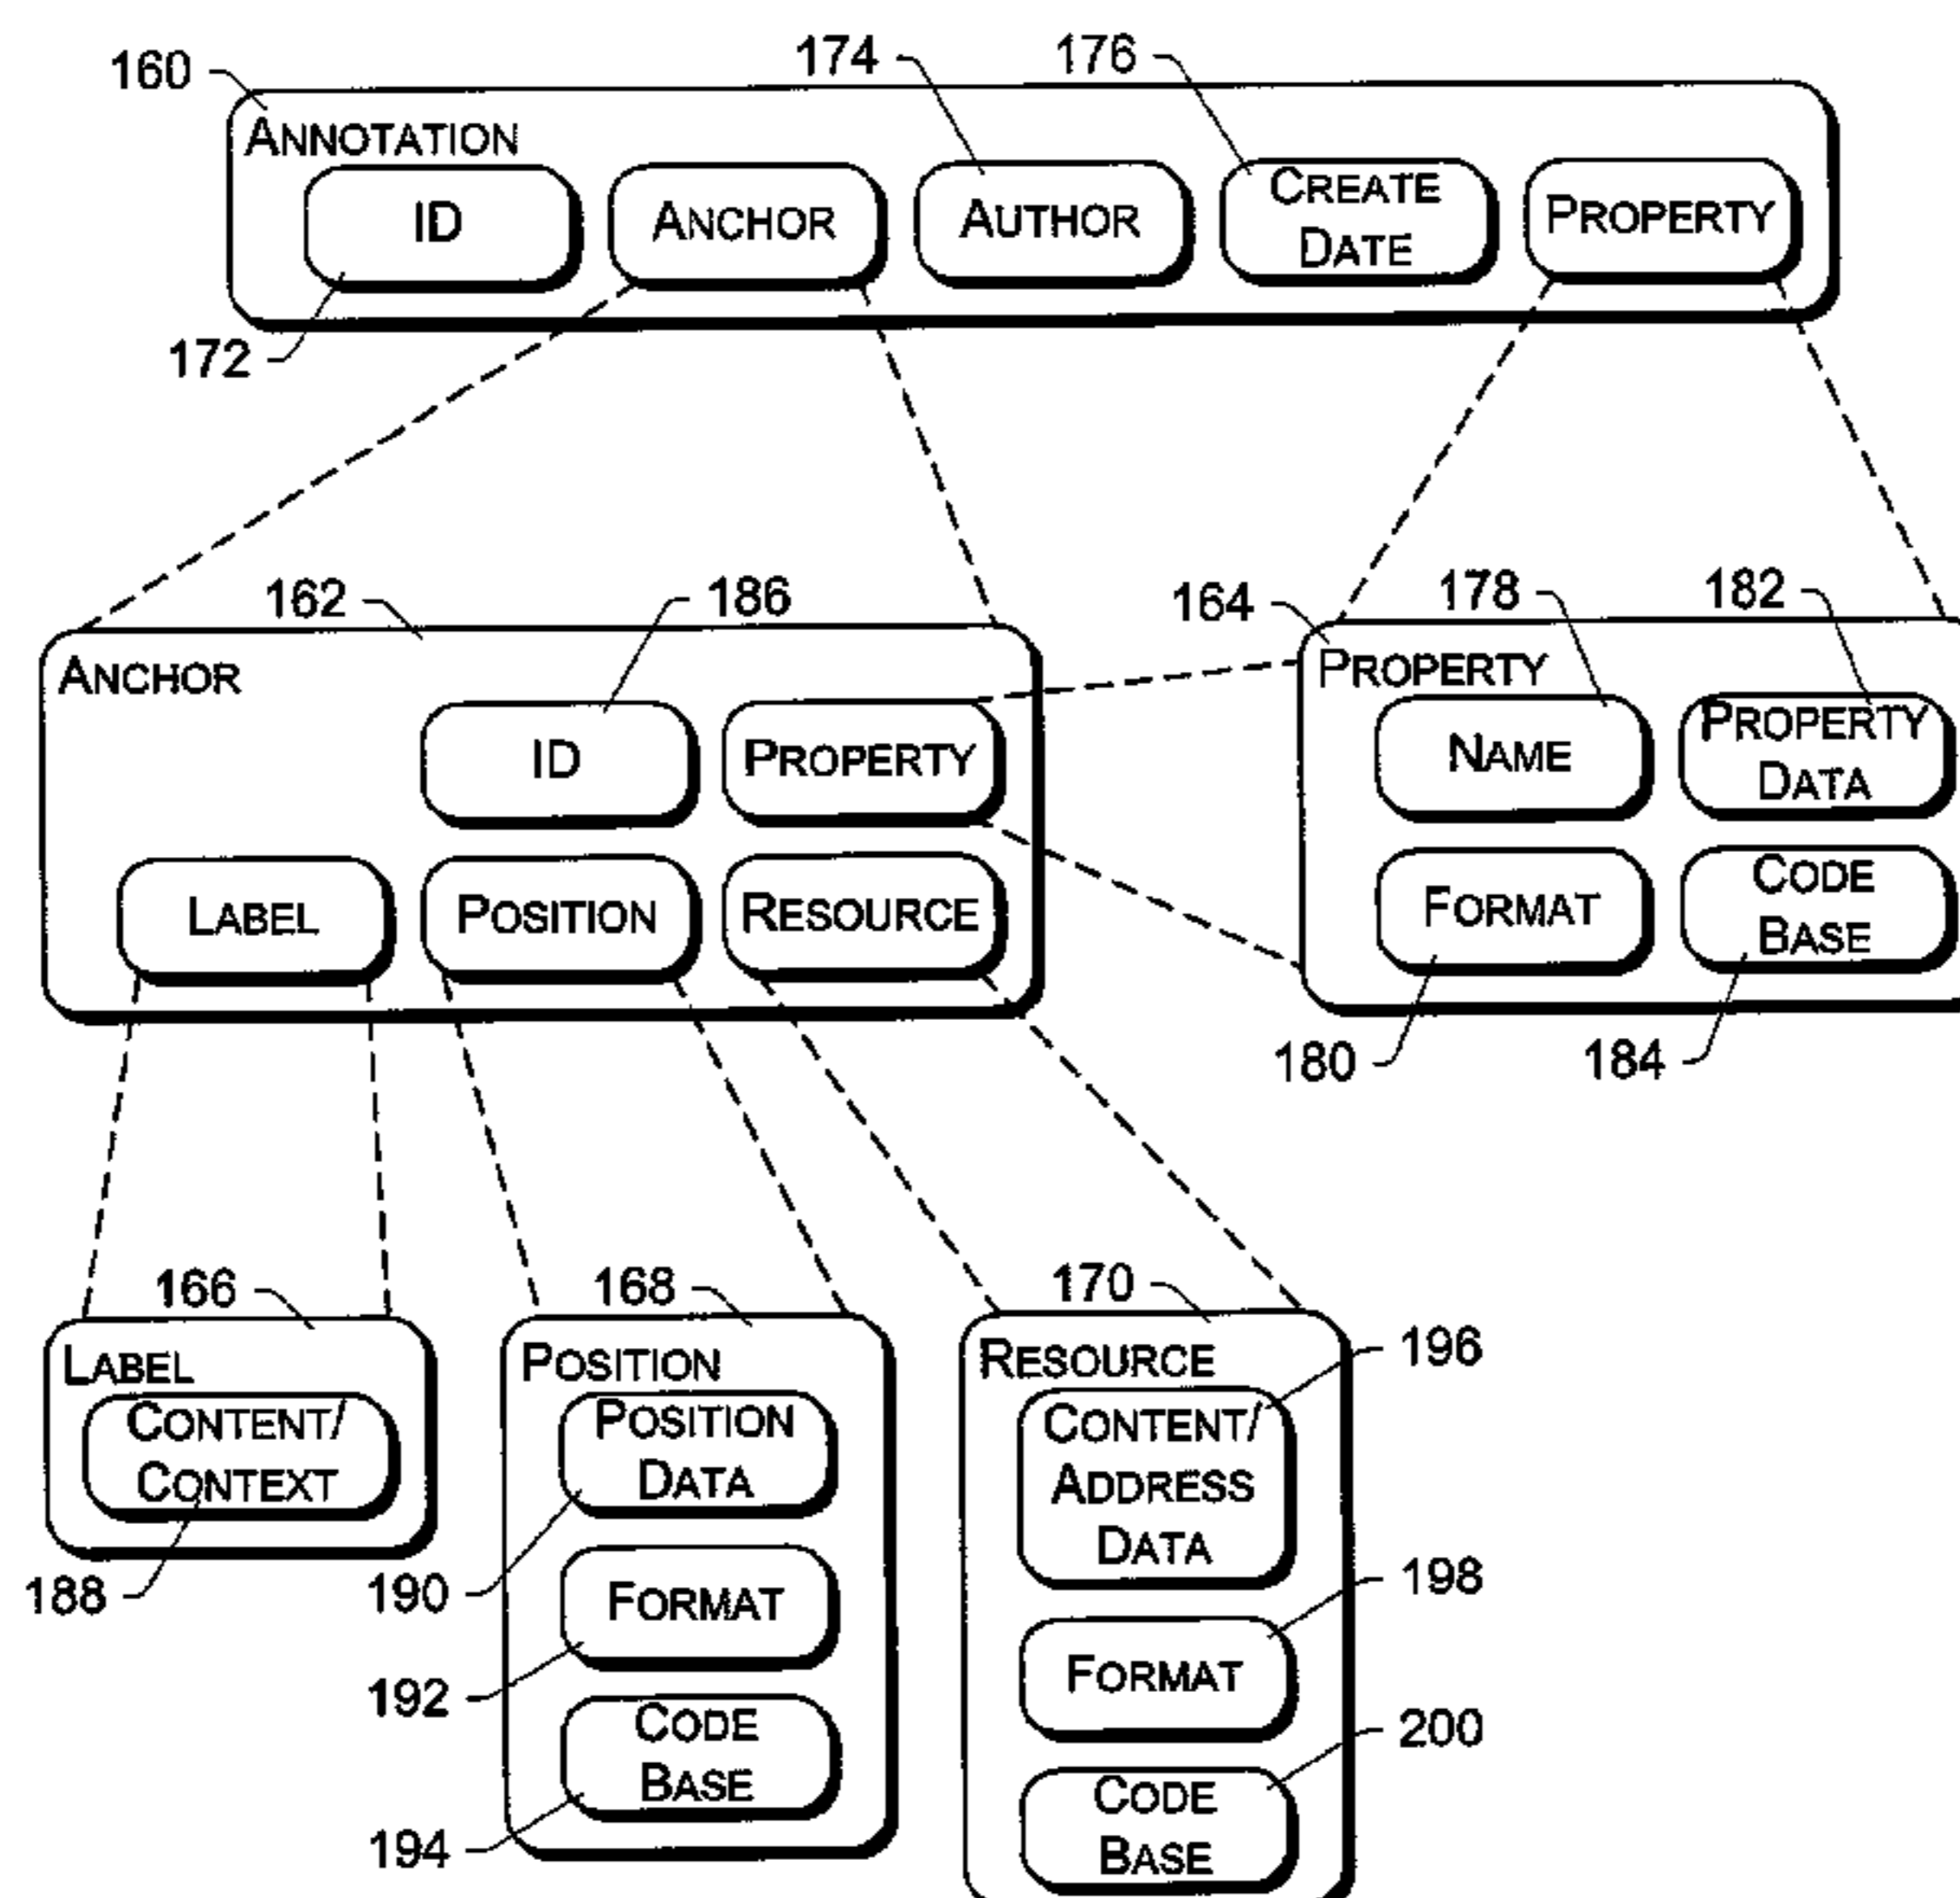 160
174
176
ANNOTATION
ID
ANCHOR
AUTHOR
CREATE
DATE
PROPERTY
172
162
186
164
178
182
ANCHOR
ID
PROPERTY
LABEL
POSITION
RESOURCE
PROPERTY
NAME
PROPERTY
DATA
FORMAT
CODE
BASE
180
184
166
168
170
LABEL
CONTENT/
CONTEXT
188
POSITION
POSITION
DATA
190
FORMAT
192
CODE
BASE
194
RESOURCE
196
CONTENT/
ADDRESS
DATA
198
FORMAT
200
CODE
BASE